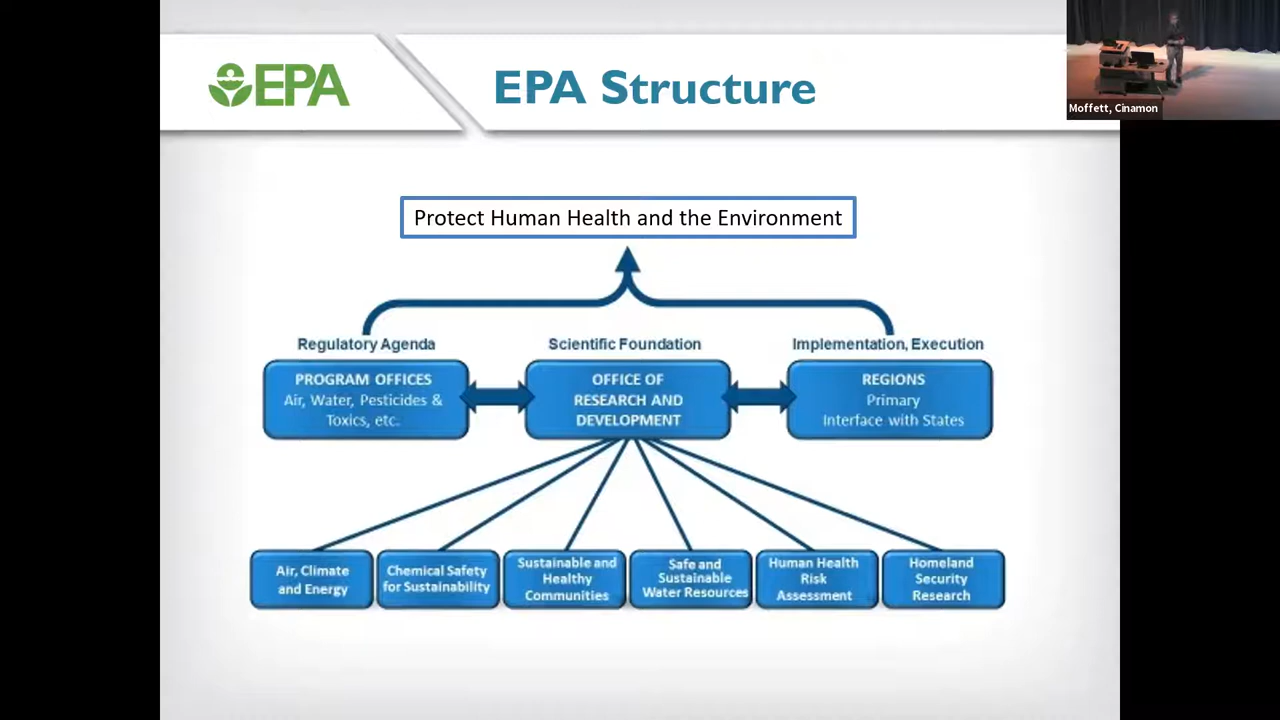 EPA
EPA Structure
Moffett, Cinamon
Protect Human Health and the Environment
Regulatory Agenda
Scientific Foundation
Implementation, Execution
PROGRAM OFFICES
Air, Water, Pesticides &
Toxics, etc.
OFFICE OF
RESEARCH AND
DEVELOPMENT
REGIONS
Primary
Interface with States
Air, Climate
and Energy
Chemical Safety
for Sustainability
Sustainable and
Healthy
Communities
Safe and
Sustainable
Water Resources
Human Health
Risk
Assessment
Homeland
Security
Research